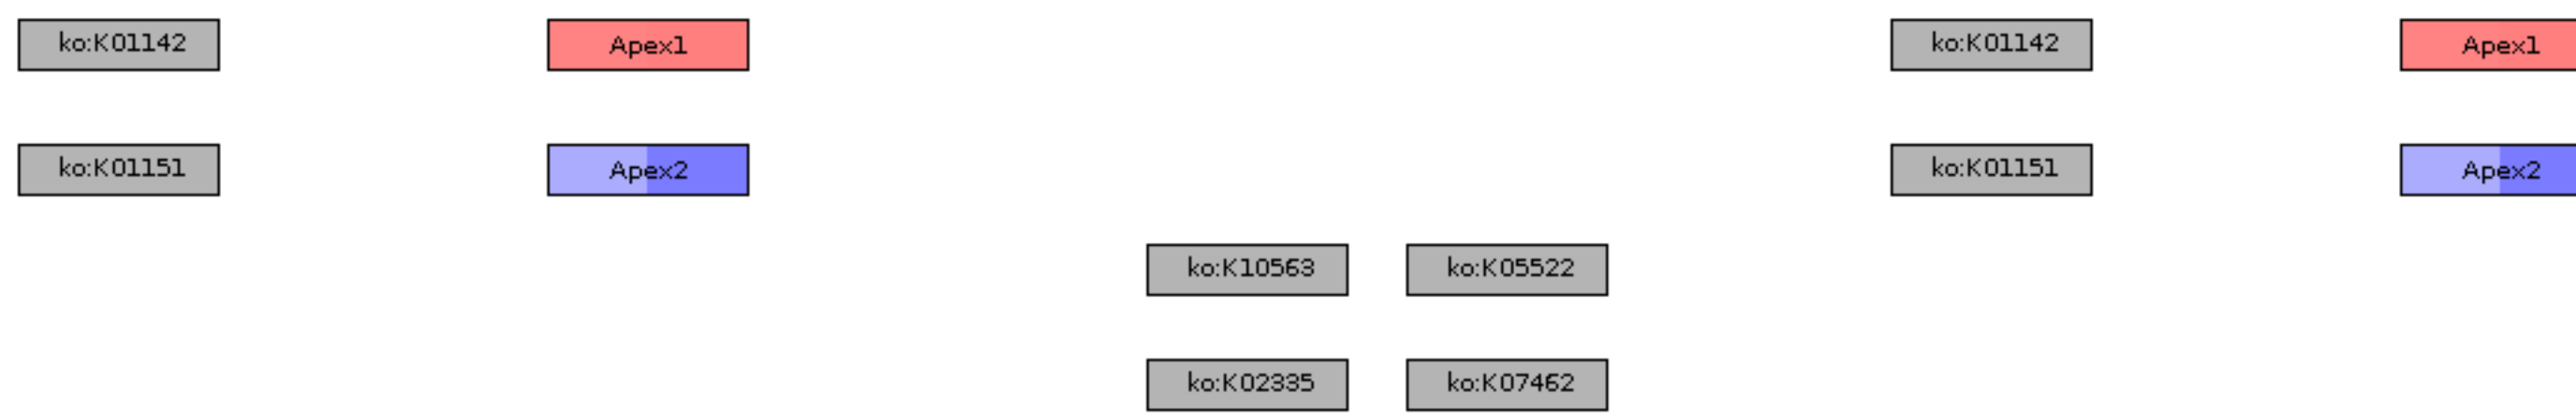 ko:K01142 Apex1 ko:K01142 Apex1
ko:K01151 Apex2 ko:K01151 Apex2
ko:K10563 ko:K05522
ko:K02335 ko:K07462